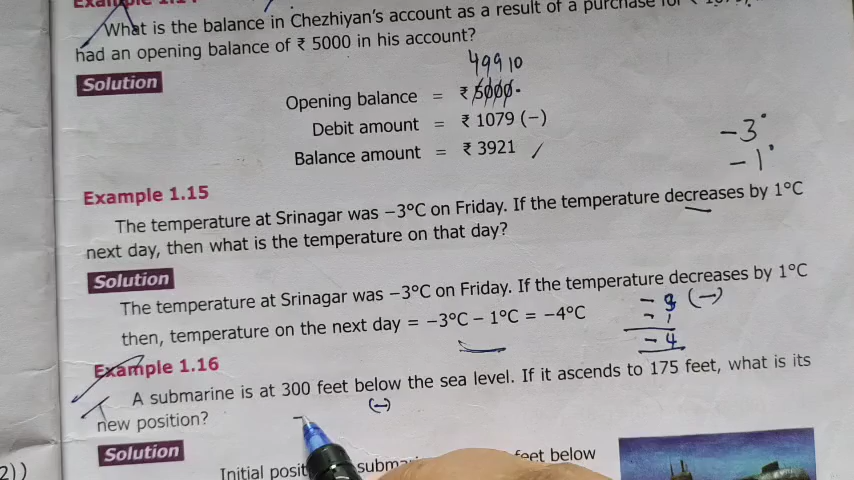 What is the balance in Chezhiyan's account as a result of a purchase for ₹ 1079,
had an opening balance of ₹ 5000 in his account?
Solution
49910
Opening balance = ₹ 5000.
Debit amount = ₹ 1079 (−)
Balance amount = ₹ 3921
−3°
−1°
Example 1.15
The temperature at Srinagar was −3°C on Friday. If the temperature decreases by 1°C
next day, then what is the temperature on that day?
Solution
The temperature at Srinagar was −3°C on Friday. If the temperature decreases by 1°C
then, temperature on the next day = −3°C − 1°C = −4°C
−3 (−)
−1
−4
Example 1.16
A submarine is at 300 feet below the sea level. If it ascends to 175 feet, what is its
new position?
− (−)
Solution
Initial feet below
2))